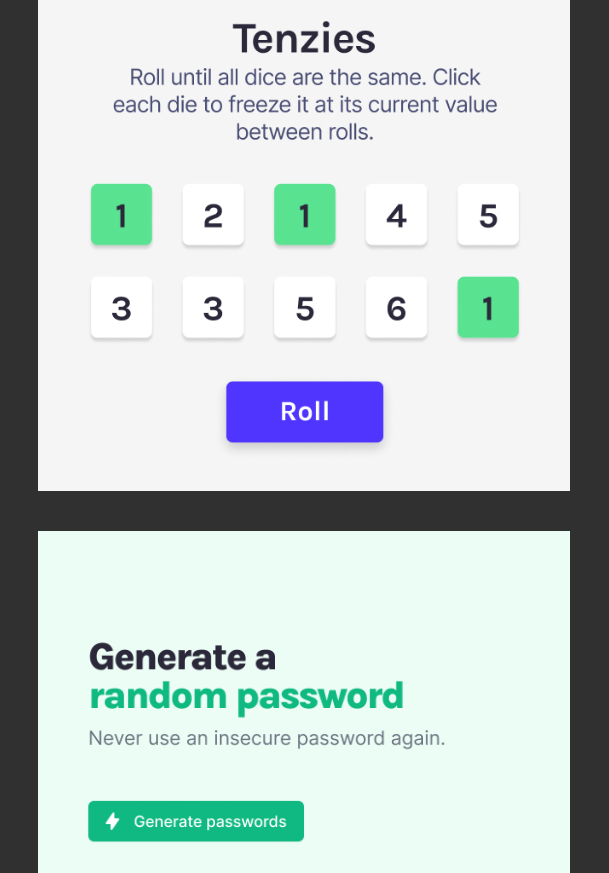 Tenzies
Roll until all dice are the same. Click
each die to freeze it at its current value
between rolls.
1 2 1 4 5
3 3 5 6 1
Roll
Generate a
random password
Never use an insecure password again.
Generate passwords